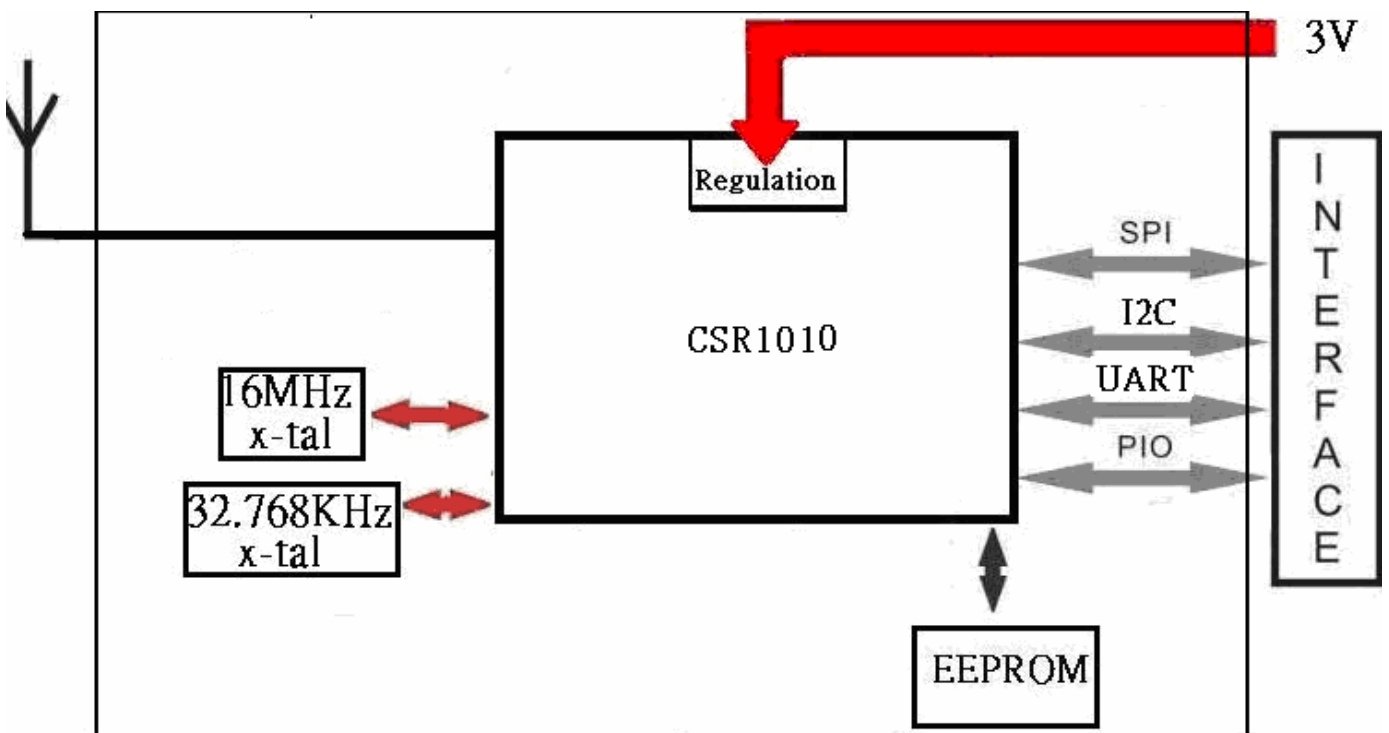 3V
Regulation
INTERFACE
SPI
CSR1010
I2C
UART
16MHz
x-tal
PIO
32.768KHz
x-tal
EEPROM